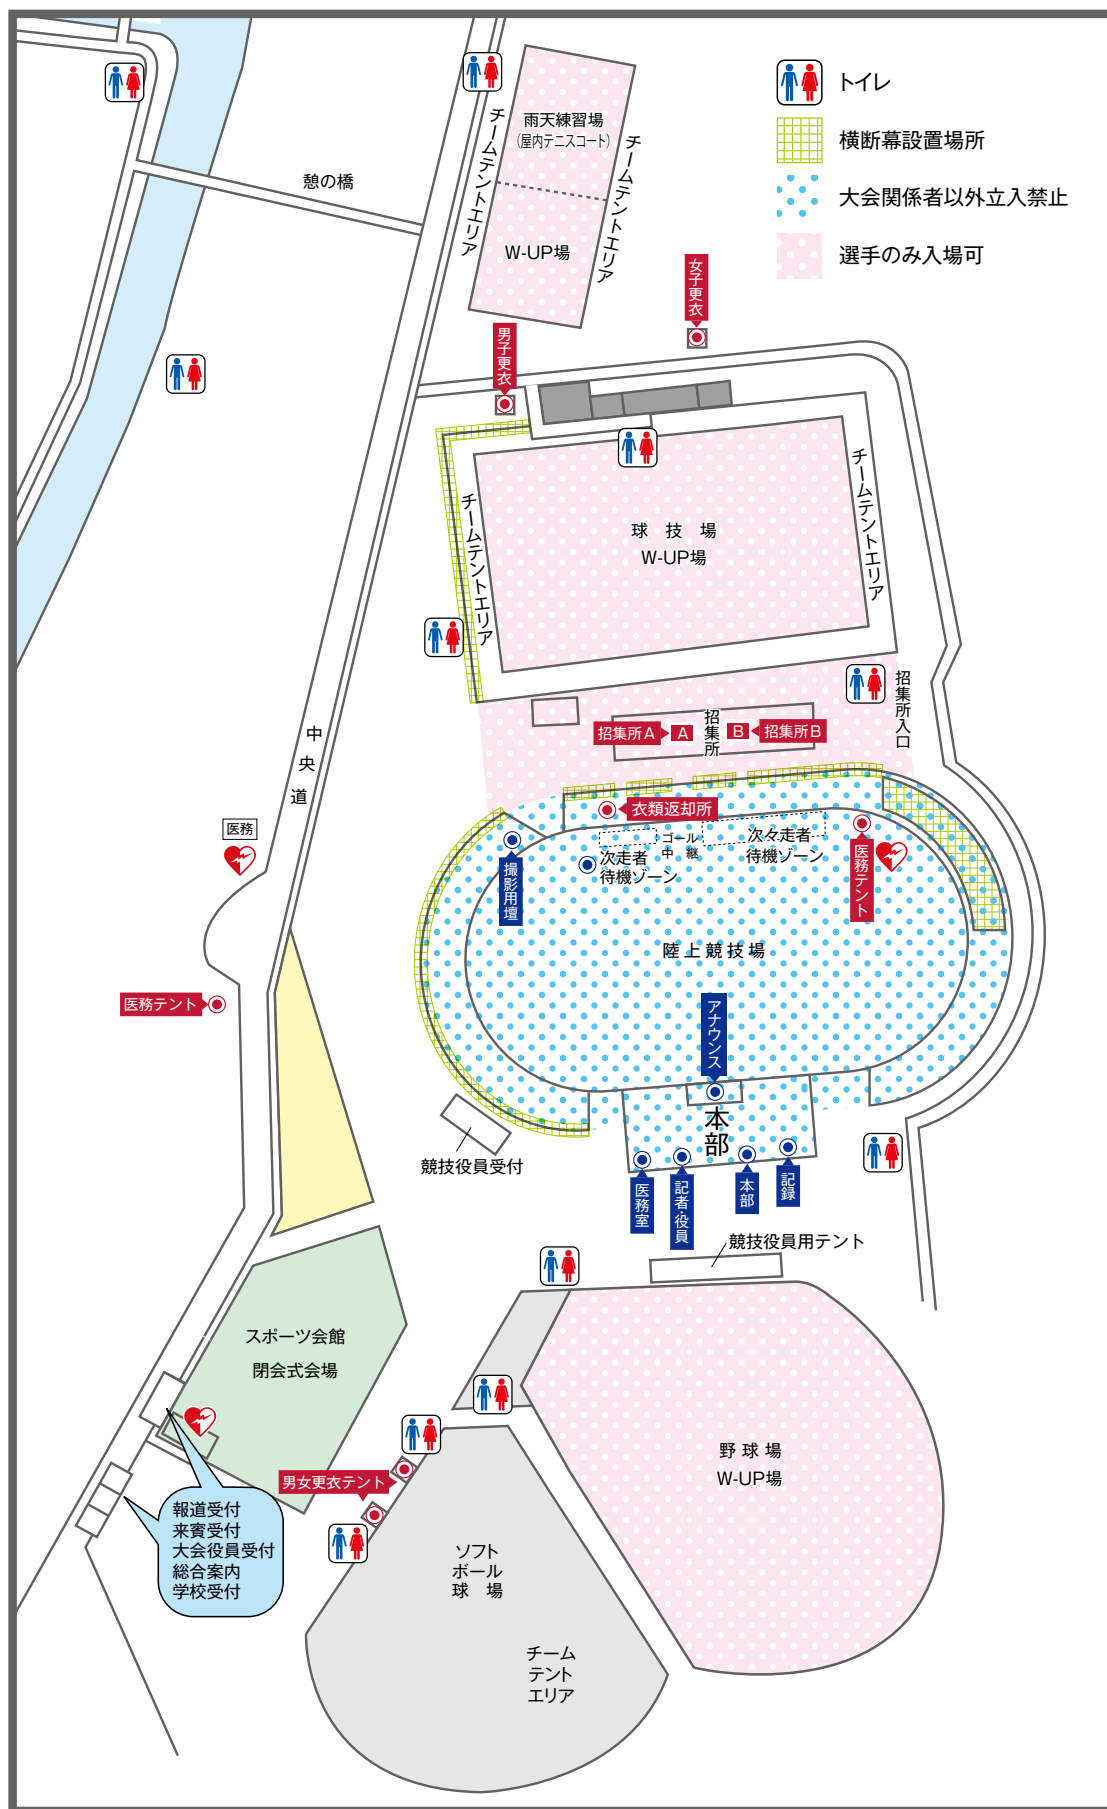 トイレ
横断幕設置場所
大会関係者以外立入禁止
選手のみ入場可
雨天練習場
(屋内テニスコート)
W-UP場
チームテントエリア
チームテントエリア
憩の橋
女子更衣
男子更衣
球技場
W-UP場
チームテントエリア
チームテントエリア
招集所入口
招集所A
A
招集所
B
招集所B
中央道
医務
衣類返却所
ゴール
中継
次走者
待機ゾーン
次々走者
待機ゾーン
医務テント
撮影用壇
陸上競技場
医務テント
アナウンス
本部
競技役員受付
医務室
記者・役員
本部
記録
競技役員用テント
スポーツ会館
閉会式会場
野球場
W-UP場
男女更衣テント
報道受付
来賓受付
大会役員受付
総合案内
学校受付
ソフト
ボール
球場
チーム
テント
エリア